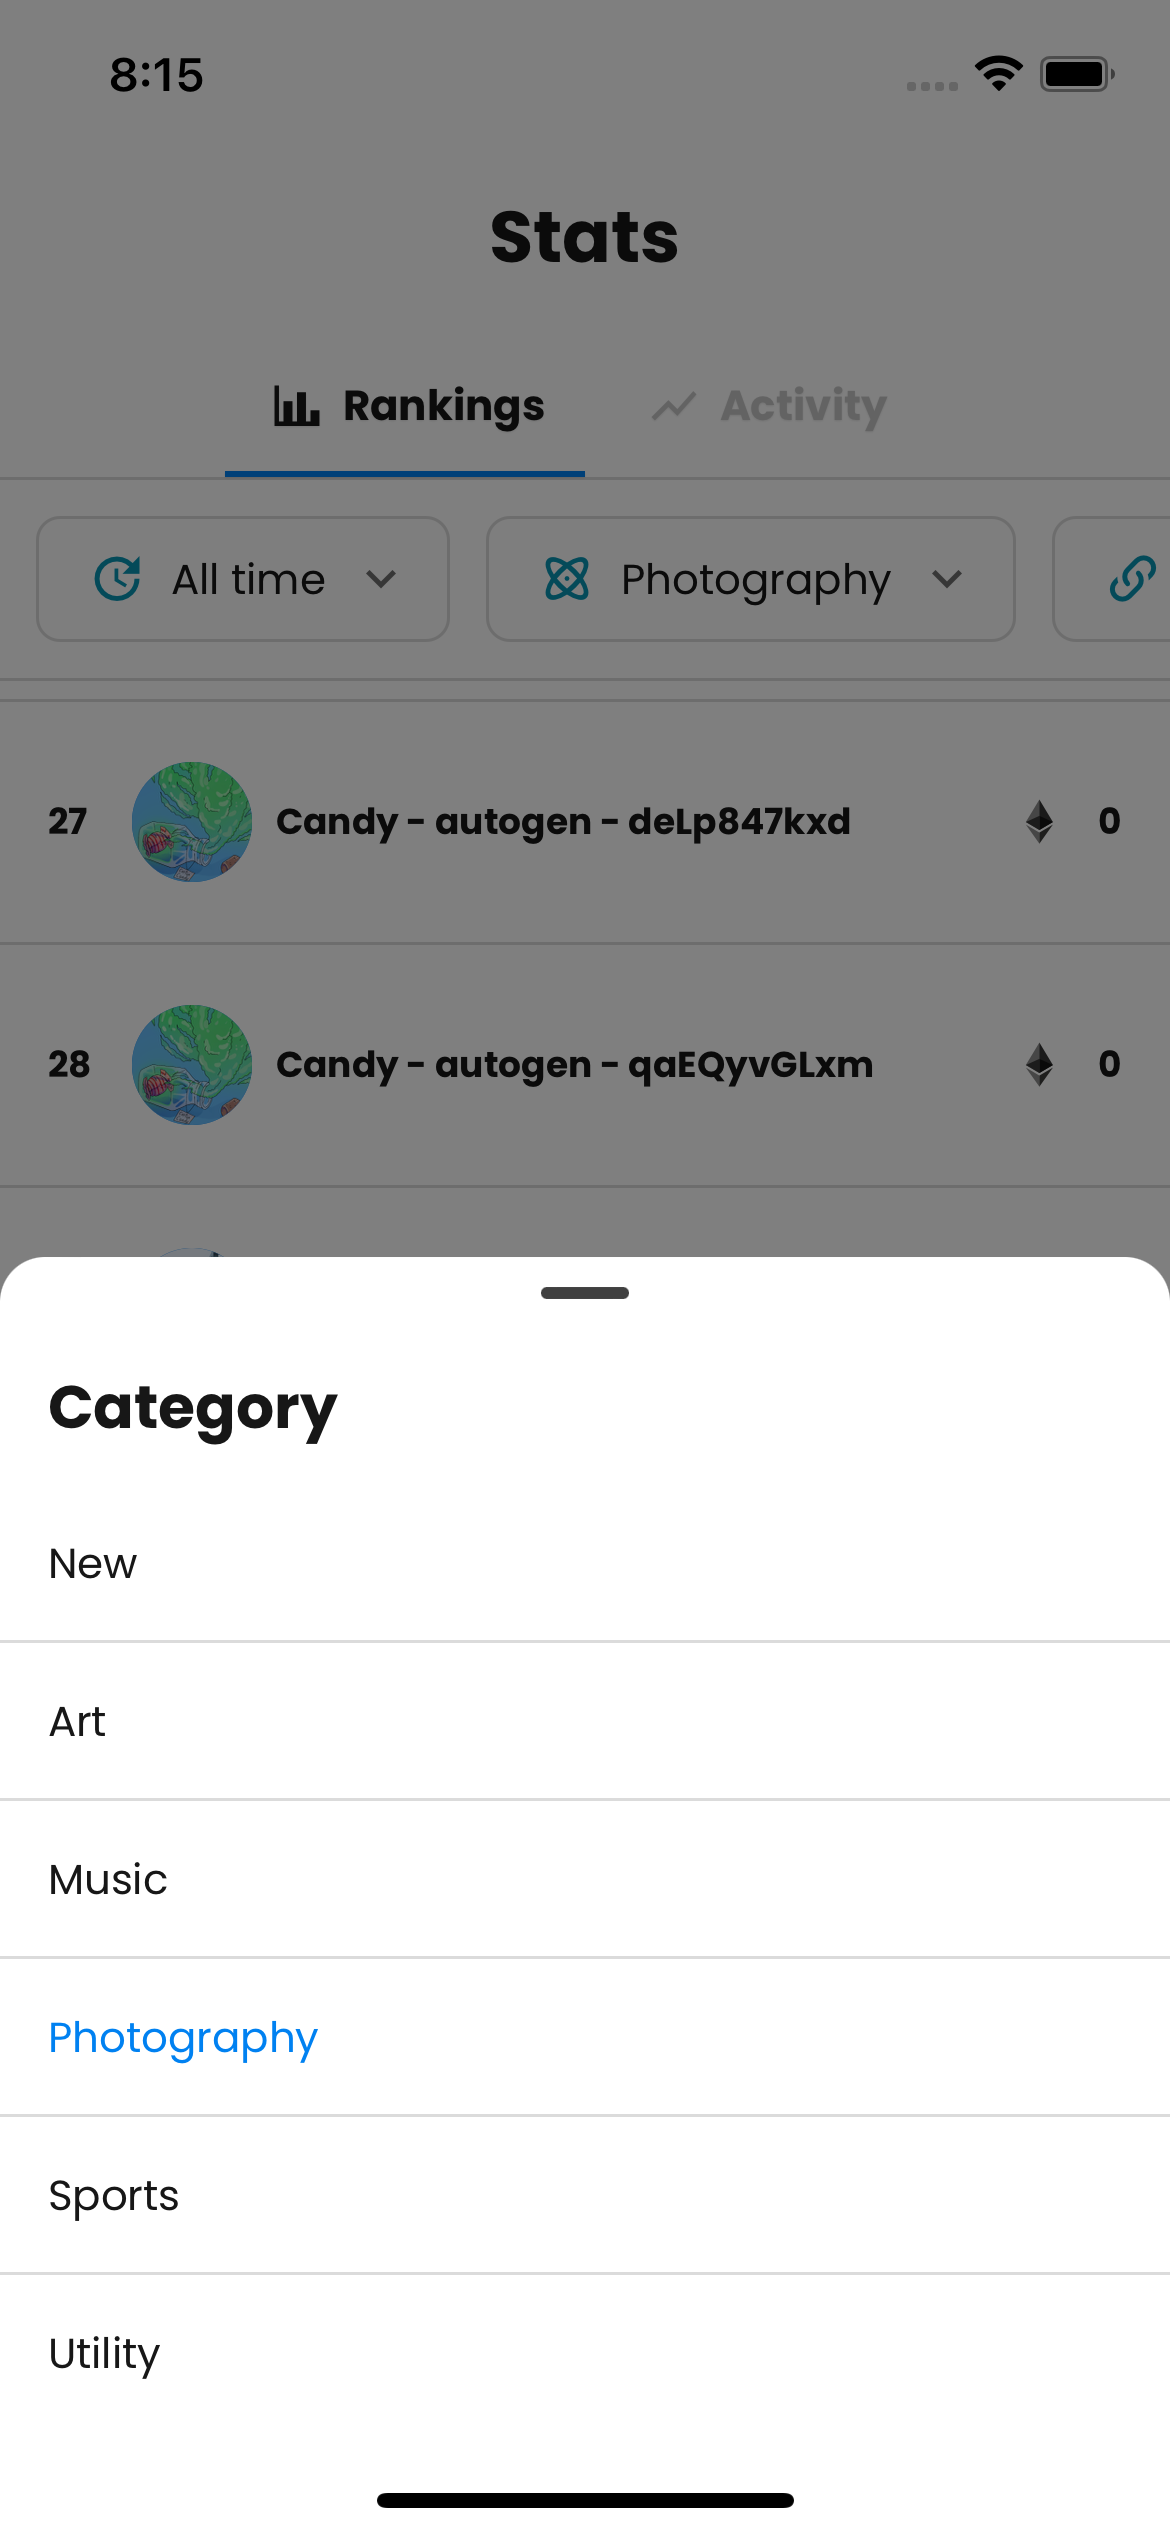 8:15
Stats
Rankings Activity
All time Photography
27 Candy - autogen - deLp847kxd 0
28 Candy - autogen - qaEQyvGLxm 0
Category
New
Art
Music
Photography
Sports
Utility